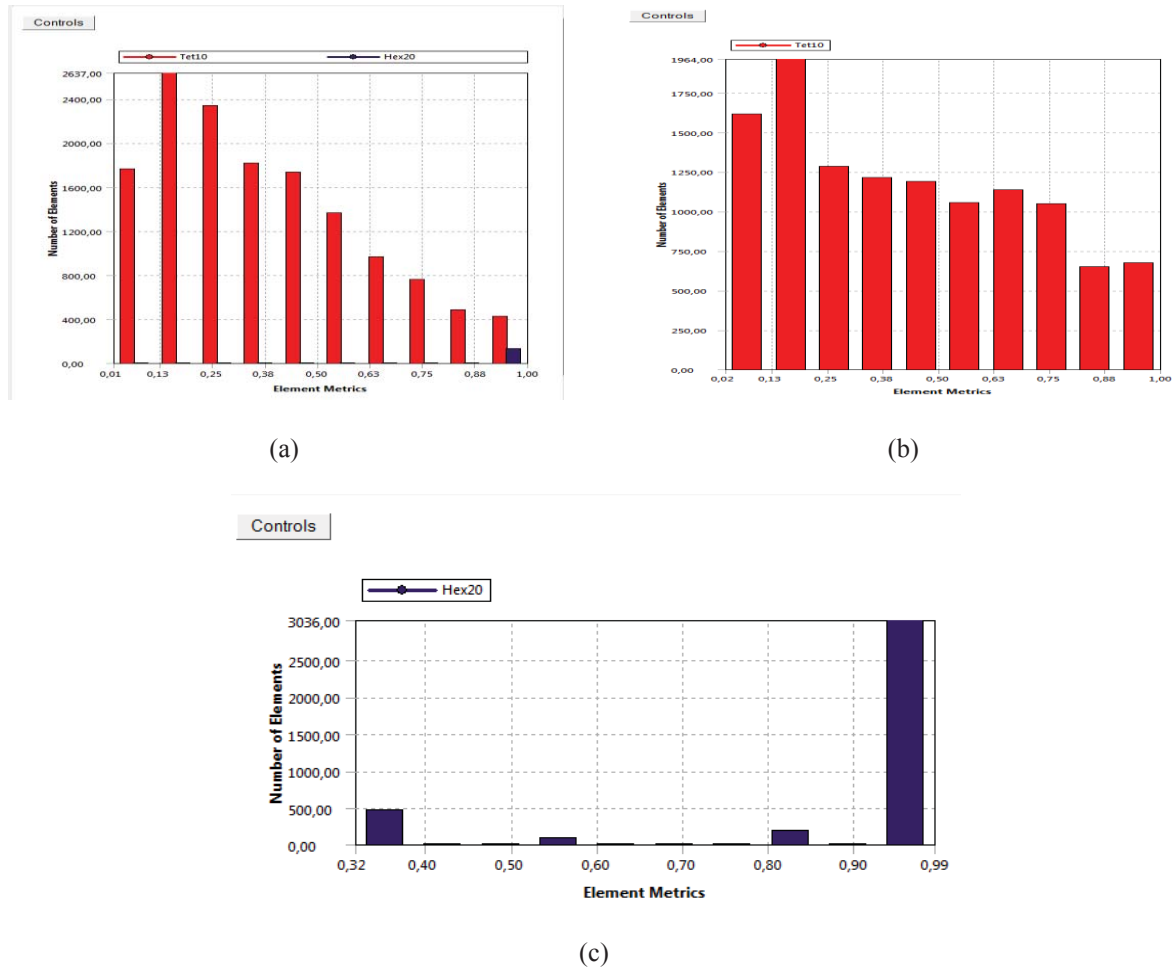 Controls
Tet10 Hex20
2637,00
2400,00
2000,00
1600,00
1200,00
800,00
400,00
0,00
Number of Elements
0,01 0,13 0,25 0,38 0,50 0,63 0,75 0,88 1,00
Element Metrics
(a)
Controls
Tet10
1964,00
1750,00
1500,00
1250,00
1000,00
750,00
500,00
250,00
0,00
Number of Elements
0,02 0,13 0,25 0,38 0,50 0,63 0,75 0,88 1,00
Element Metrics
(b)
Controls
Hex20
3036,00
2500,00
2000,00
1500,00
1000,00
500,00
0,00
Number of Elements
0,32 0,40 0,50 0,60 0,70 0,80 0,90 0,99
Element Metrics
(c)